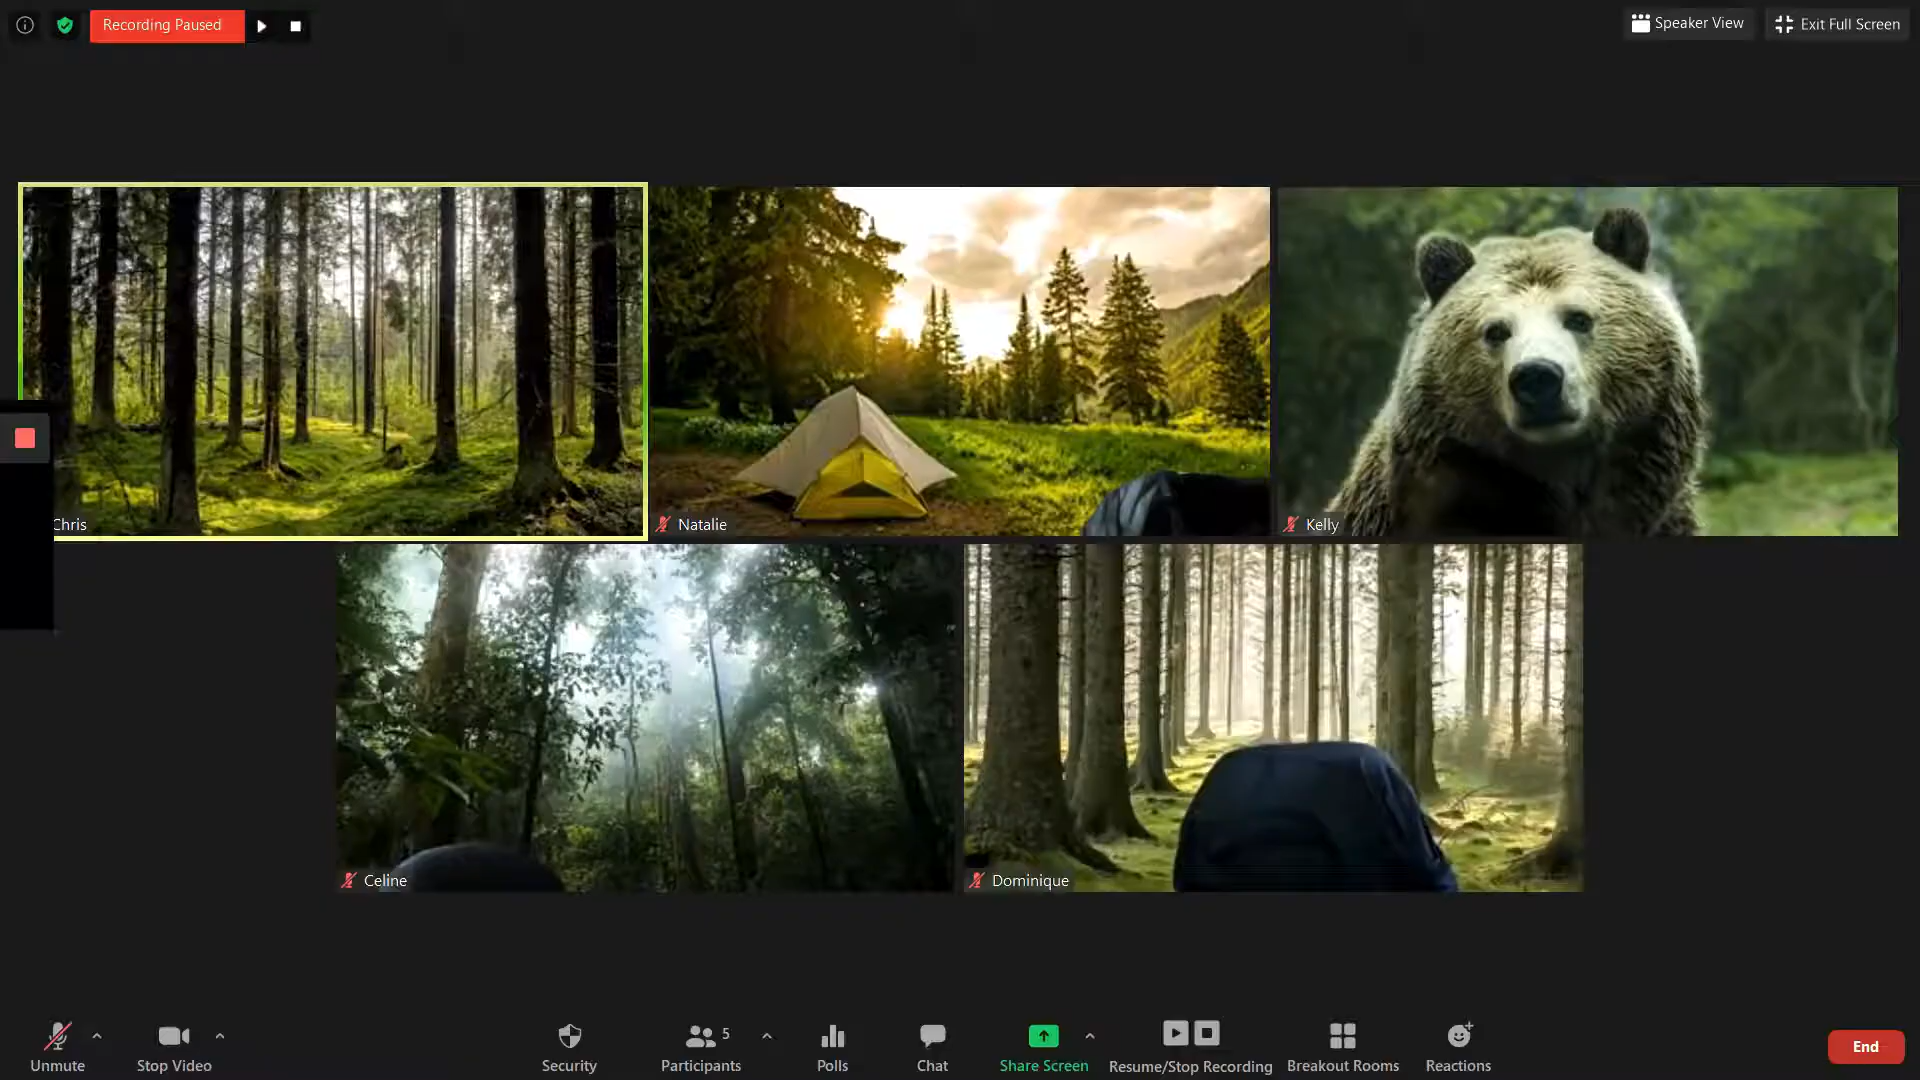 Recording Paused
Speaker View
Exit Full Screen
Chris
Natalie
Kelly
Celine
Dominique
Unmute
Stop Video
Security
5
Participants
Polls
Chat
Share Screen
Resume/Stop Recording
Breakout Rooms
Reactions
End